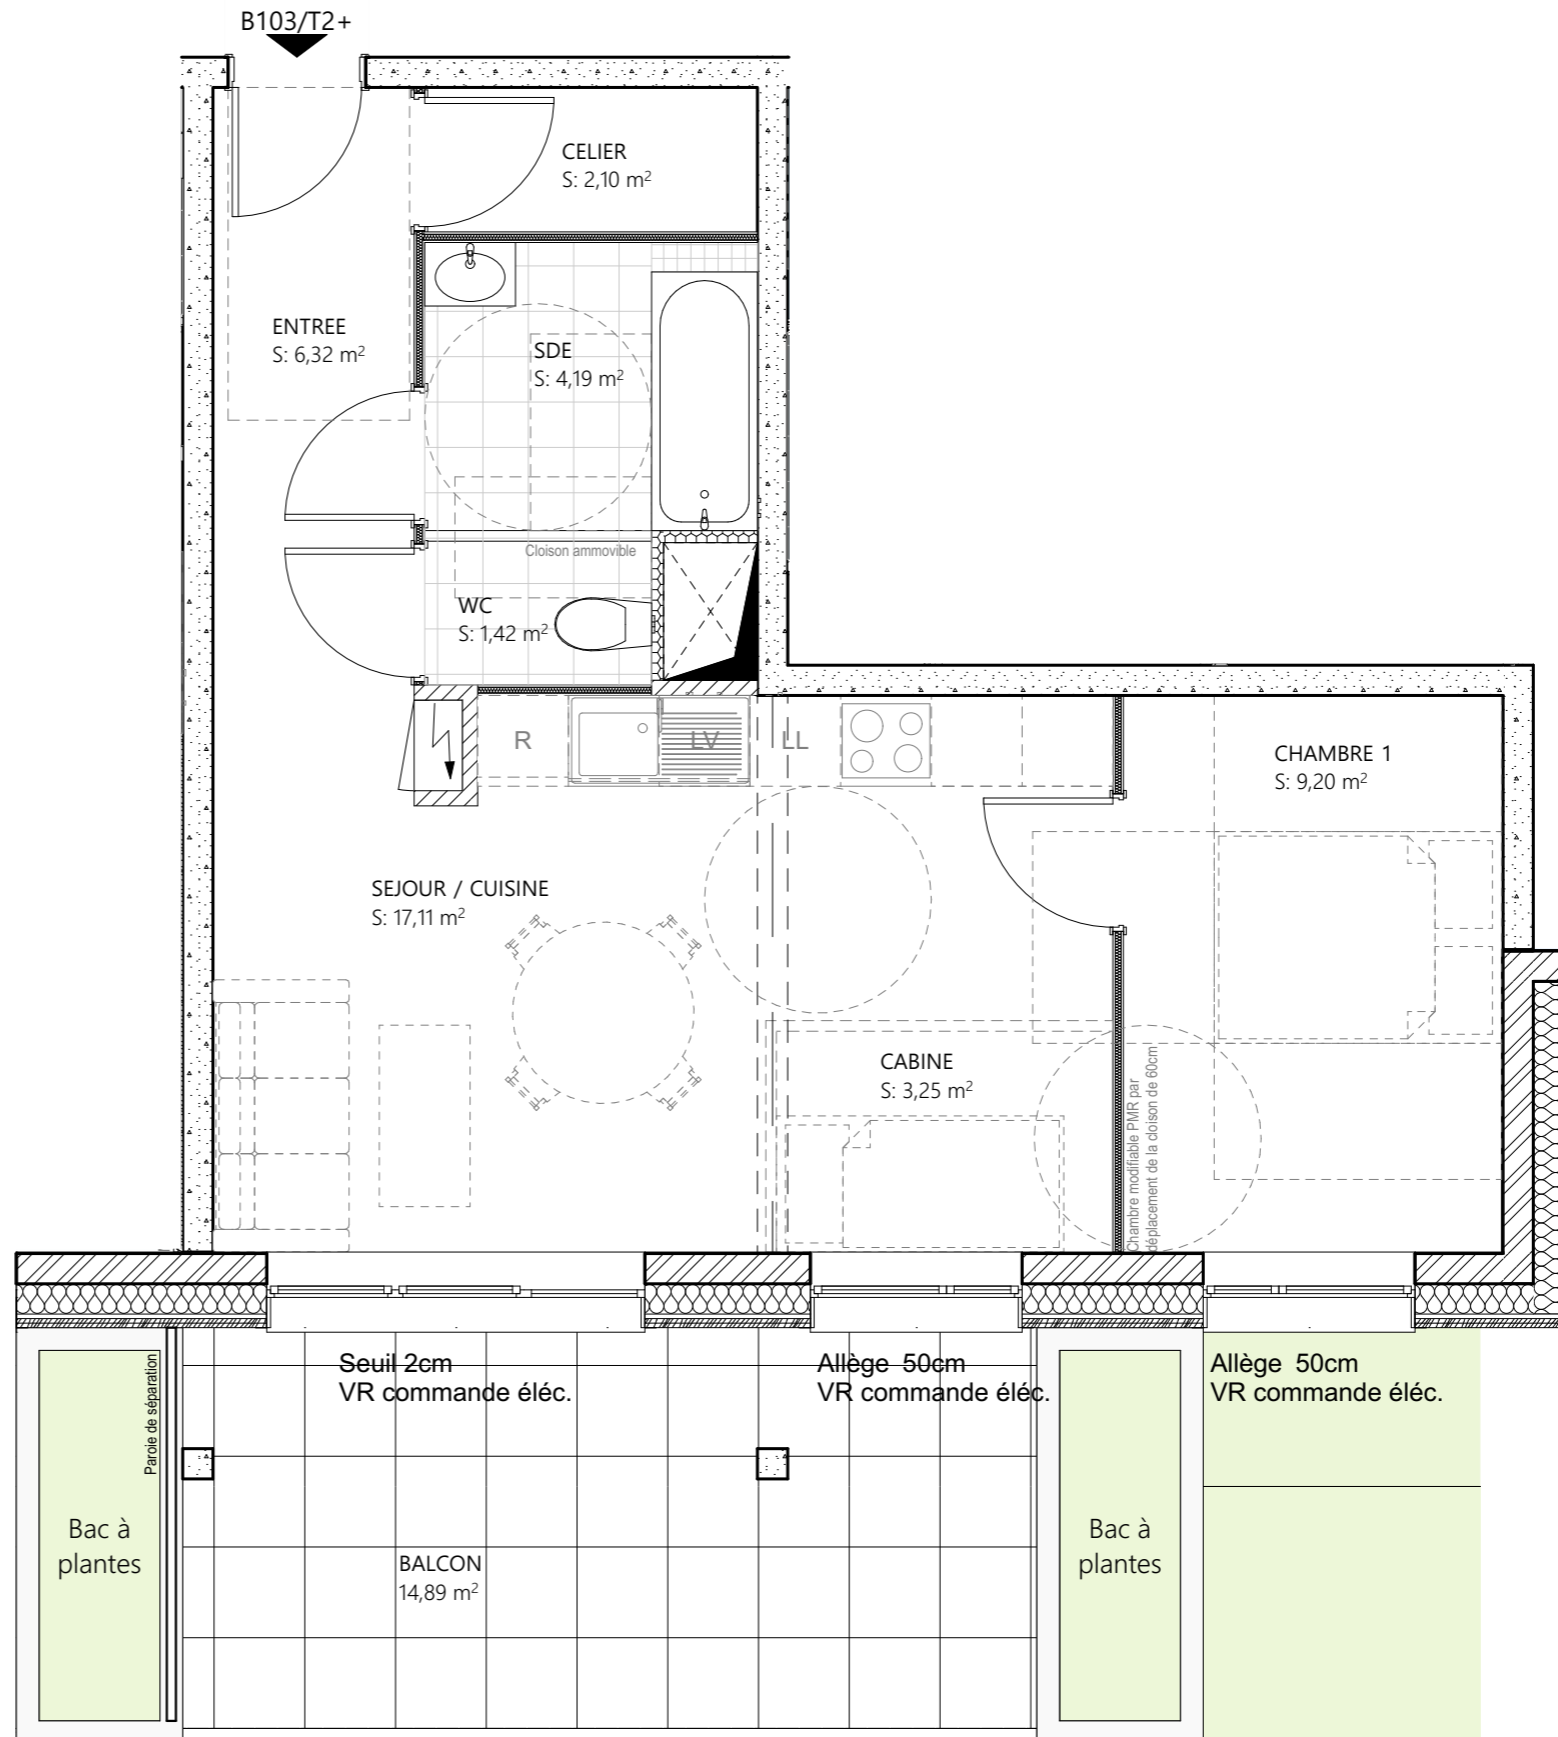 B103/T2+
CELIER
S: 2,10 m²
ENTREE
S: 6,32 m²
SDE
S: 4,19 m²
Cloison ammovible
WC
S: 1,42 m²
R
LV
LL
CHAMBRE 1
S: 9,20 m²
SEJOUR / CUISINE
S: 17,11 m²
CABINE
S: 3,25 m²
Chambre modifiable PMR par
déplacement de la cloison de 60cm
Seuil 2cm
VR commande éléc.
Allège 50cm
VR commande éléc.
Allège 50cm
VR commande éléc.
Paroie de séparation
Bac à
plantes
BALCON
14,89 m²
Bac à
plantes